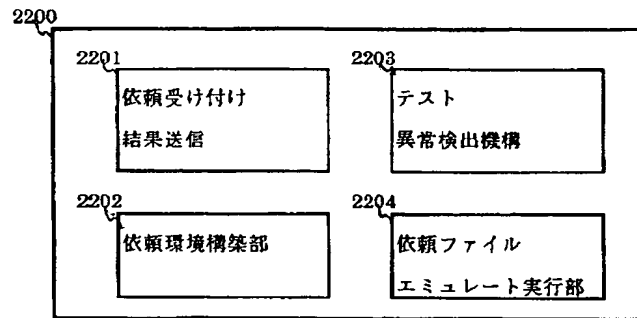 2200
2201
依頼受け付け
結果送信
2203
テスト
異常検出機構
2202
依頼環境構築部
2204
依頼ファイル
エミュレート実行部